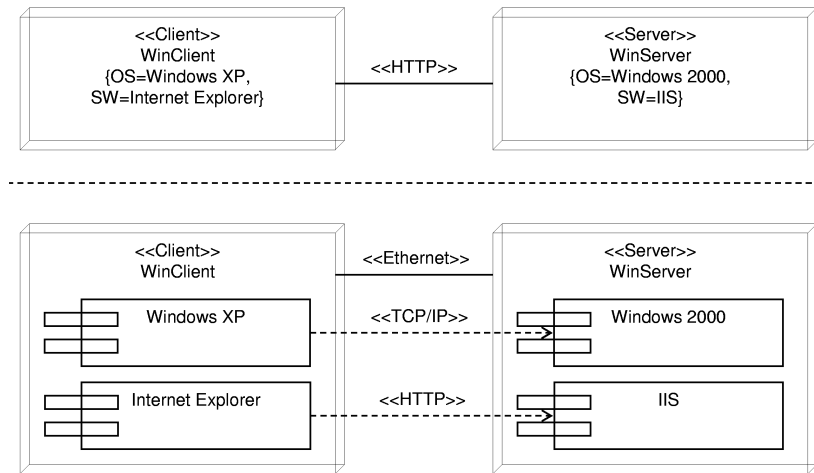 <<Client>>
WinClient
{OS=Windows XP,
SW=Internet Explorer}
<<HTTP>>
<<Server>>
WinServer
{OS=Windows 2000,
SW=IIS}
<<Client>>
WinClient
<<Ethernet>>
<<Server>>
WinServer
Windows XP
<<TCP/IP>>
Windows 2000
Internet Explorer
<<HTTP>>
IIS